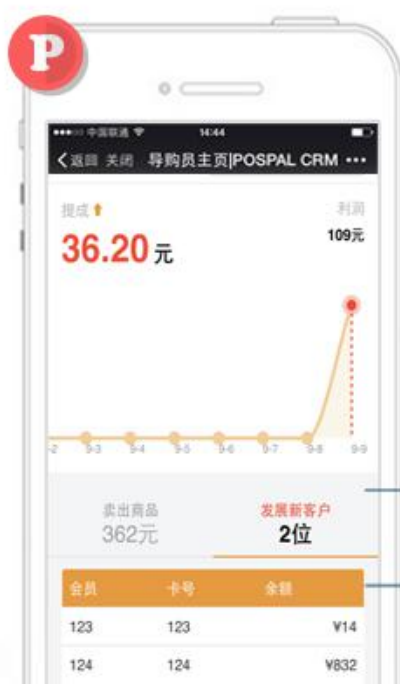 P
中国联通 14:44
返回 关闭 导购员主页|POSPAL CRM
提成 利润
36.20 元 109元
-2 9-3 9-4 9-5 9-6 9-7 9-8 9-9
卖出商品 发展新客户
362元 2位
会员 卡号 余额
123 123 ¥14
124 124 ¥832